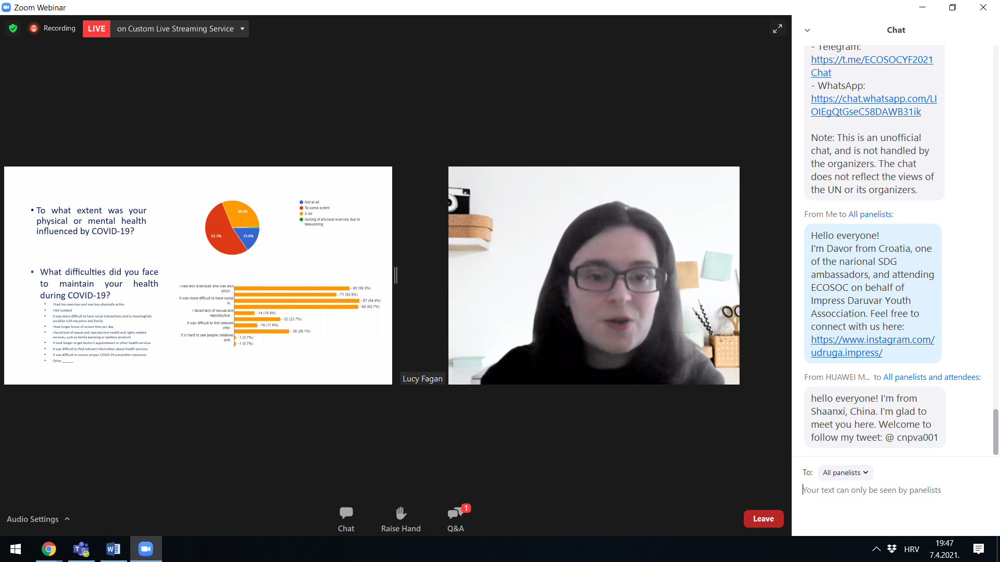 Zoom Webinar
Recording
LIVE
on Custom Live Streaming Service
• To what extent was your
physical or mental health
influenced by COVID-19?
30.4%
53.3%
15.6%
Not at all
To some extent
A lot
lacking of physical exercise due to
teleworking
▪ What difficulties did you face
to maintain your health
during COVID-19?
• I had less exercises and was less physically active
• I felt isolated
• It was more difficult to have social interactions and to meaningfully
socialize with my peers and family
• I had longer hours of screen time per day
• I faced lack of sexual and reproductive health and rights related
services, such as family planning or sanitary products
• It took longer to get doctor's appointment or other health services
• It was difficult to find relevant information about health services
• It was difficult to ensure proper COVID-19 prevention measures
• Other ______
I had less exercises and was less
physi...
It was more difficult to have social
in...
I faced lack of sexual and
reproductive...
It was difficult to find relevant
infor...
It is hard to see people (relatives
and...
80 (59.3%)
71 (52.6%)
87 (64.4%)
86 (63.7%)
14 (10.4%)
32 (23.7%)
16 (11.9%)
38 (28.1%)
1 (0.7%)
1 (0.7%)
Lucy Fagan
Chat
- Telegram:
https://t.me/ECOSOCYF2021
Chat
- WhatsApp:
https://chat.whatsapp.com/LI
OIEgQtGseC58DAWB31ik
Note: This is an unofficial
chat, and is not handled by
the organizers. The chat
does not reflect the views of
the UN or its organizers.
From Me to All panelists:
Hello everyone!
I'm Davor from Croatia, one
of the narional SDG
ambassadors, and attending
ECOSOC on behalf of
Impress Daruvar Youth
Assocciation. Feel free to
connect with us here:
https://www.instagram.com/
udruga.impress/
From HUAWEI M... to All panelists and attendees:
hello everyone! I'm from
Shaanxi, China. I'm glad to
meet you here. Welcome to
follow my tweet: @ cnpva001
To: All panelists
Your text can only be seen by panelists
Audio Settings
Chat
Raise Hand
1
Q&A
Leave
HRV
19:47
7.4.2021.